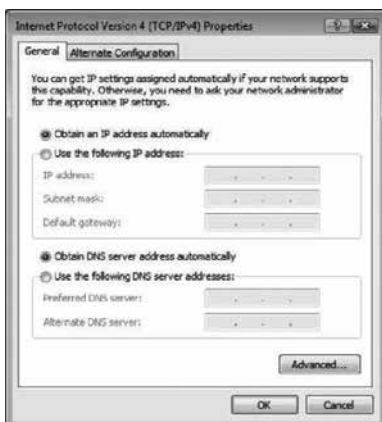 Internet Protocol Version 4 (TCP/IPv4) Properties
General
Alternate Configuration
You can get IP settings assigned automatically if your network supports
this capability. Otherwise, you need to ask your network administrator
for the appropriate IP settings.
Obtain an IP address automatically
Use the following IP address:
IP address:
Subnet mask:
Default gateway:
Obtain DNS server address automatically
Use the following DNS server addresses:
Preferred DNS server:
Alternate DNS server:
Advanced...
OK
Cancel